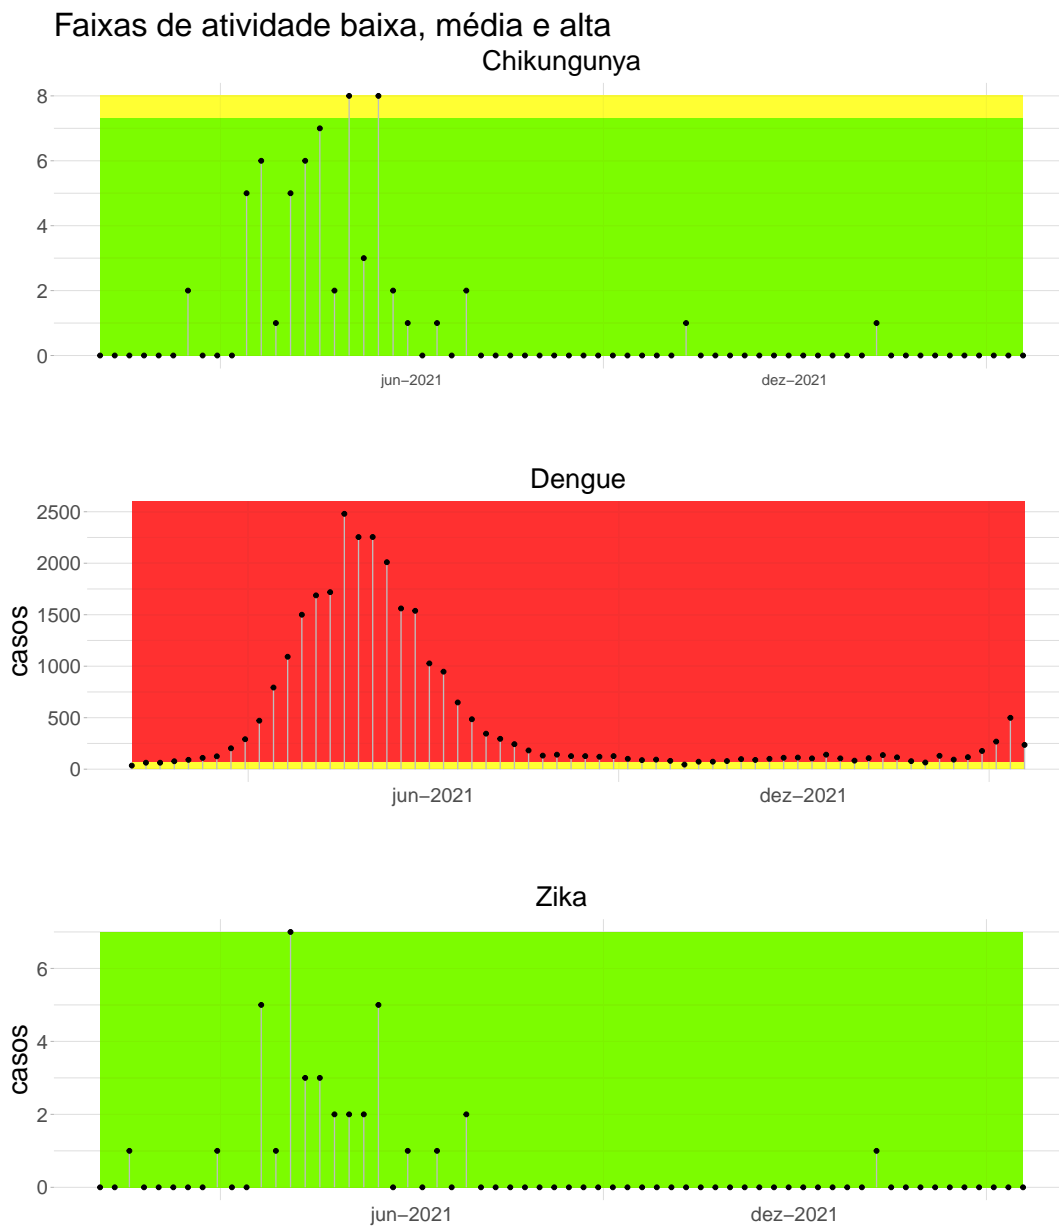 Faixas de atividade baixa, média e alta
Chikungunya
8
6
4
2
0
jun−2021 dez−2021
Dengue
casos
2500
2000
1500
1000
500
0
jun−2021 dez−2021
Zika
casos
6
4
2
0
jun−2021 dez−2021